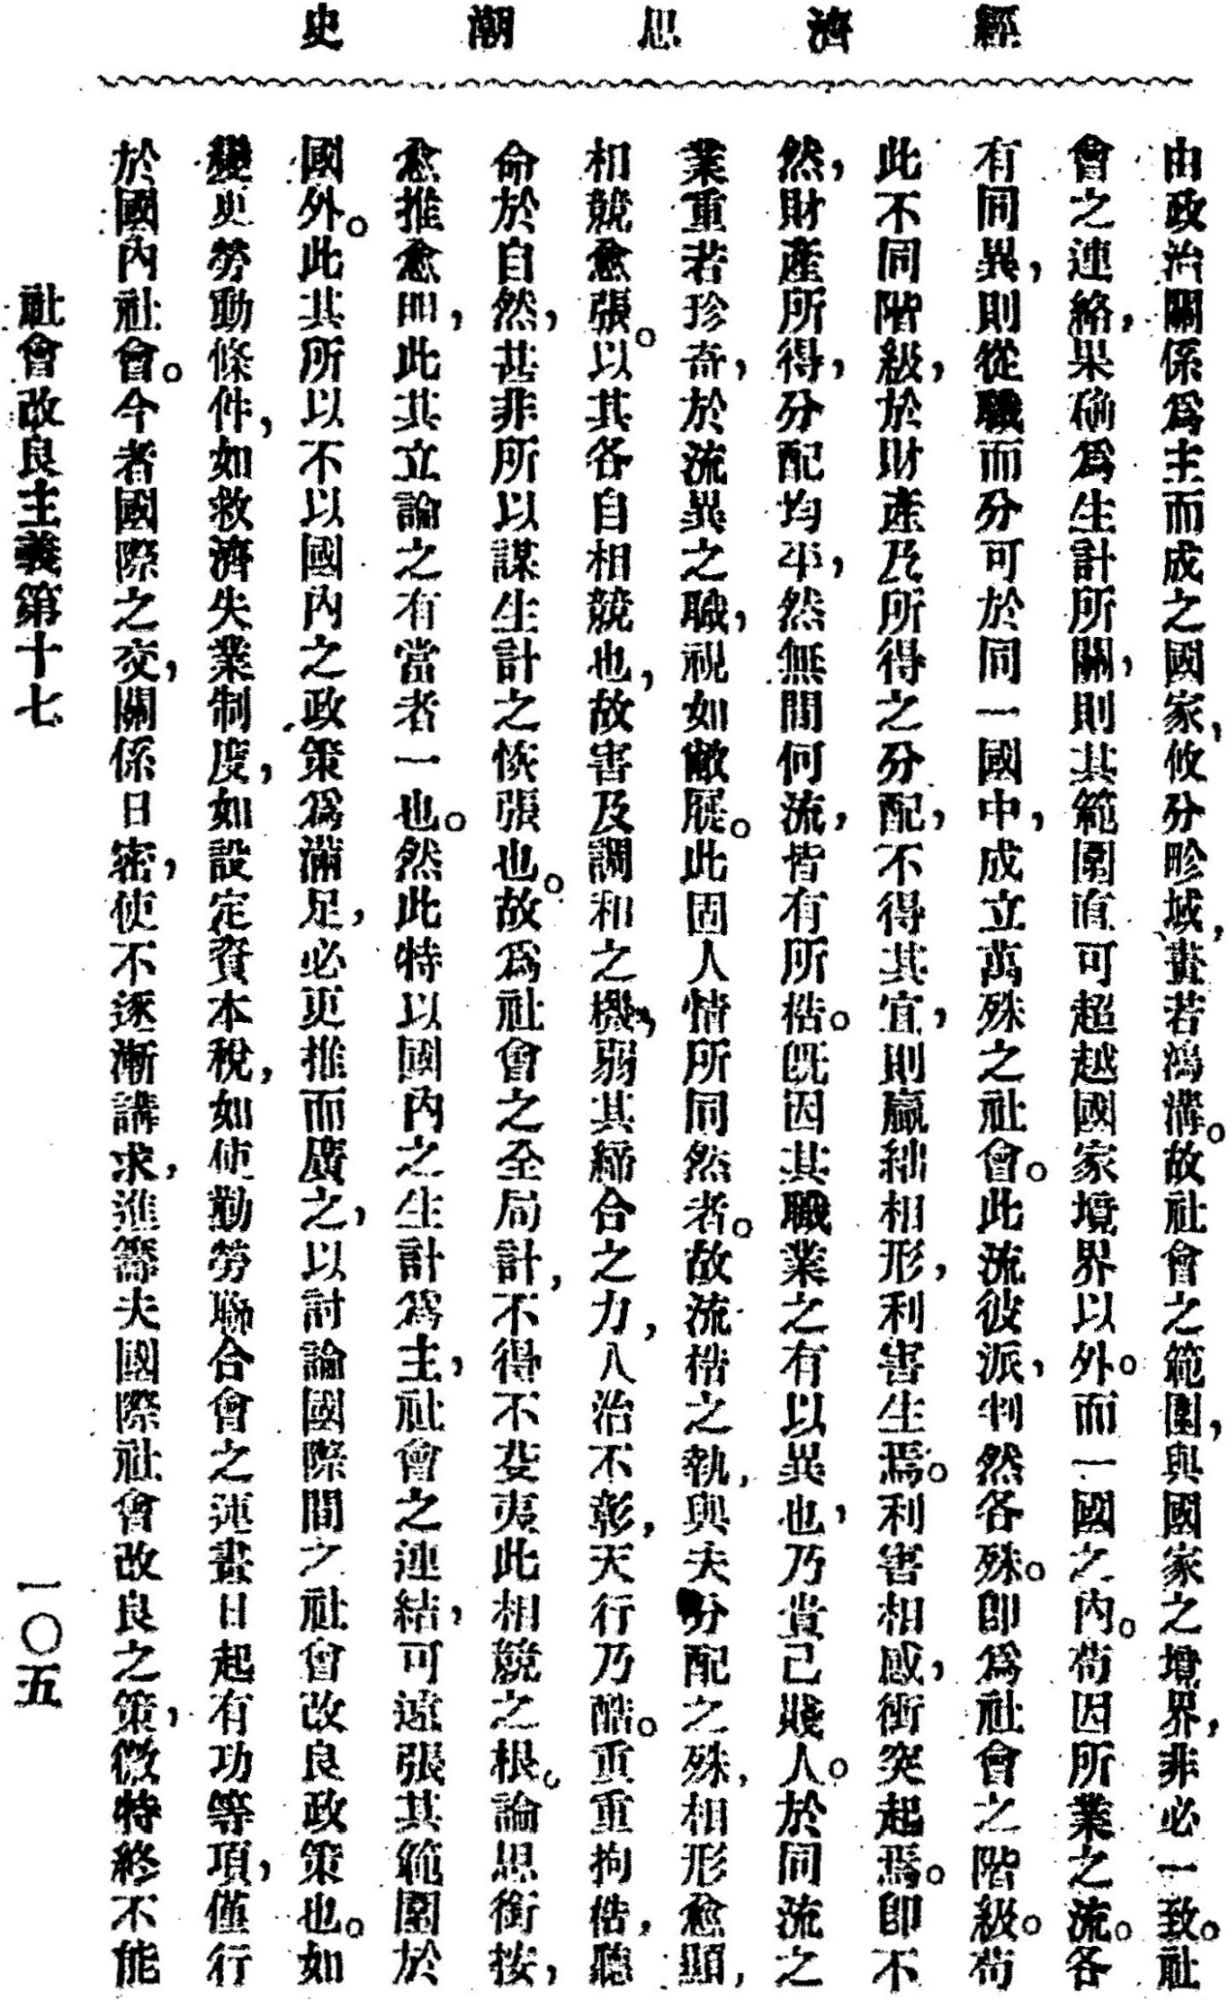 經濟思潮史
由政治關係爲主而成之國家，攸分畛域，畫若鴻溝。故社會之範圍，與國家之境界，非必一致。社
會之連絡，果确爲生計所關，則其範圍直可超越國家境界以外。而一國之內。苟因所業之流。各
有同異，則從職而分可於同一國中，成立萬殊之社會。此流彼派，判然各殊。卽爲社會之階級。苟
此不同階級，於財產及所得之分配，不得其宜，則贏絀相形，利害生焉。利害相感，衝突起焉。卽不
然，財產所得，分配均平，然無間何流，皆有所梏。旣因其職業之有以異也，乃貴己賤人。於同流之
業重若珍奇，於流異之職，視如敝屣。此固人情所同然者。故流梏之執，與夫分配之殊，相形愈顯，
相競愈張。以其各自相競也，故害及調和之機，弱其締合之力，人治不彰，天行乃酷。重重拘梏，聽
命於自然，甚非所以謀生計之恢張也。故爲社會之全局計，不得不芟夷此相競之根。論思銜按，
愈推愈明，此其立論之有當者一也。然此特以國內之生計爲主，社會之連結，可遠張其範圍於
國外。此其所以不以國內之政策爲滿足，必更推而廣之，以討論國際間之社會改良政策也。如
變更勞動條件，如救濟失業制度，如設定資本稅，如使勤勞聯合會之運晝日起有功等項，僅行
於國內社會。今者國際之交，關係日密，使不逐漸講求，進籌夫國際社會改良之策，微特終不能
社會改良主義第十七
一〇五